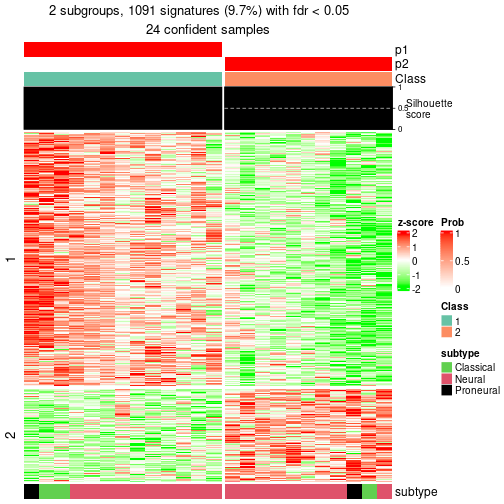 2 subgroups, 1091 signatures (9.7%) with fdr < 0.05
24 confident samples
p1
p2
Class
1
0.5
0
Silhouette
score
1
2
z-score
2
1
0
-1
-2
Prob
1
0.5
0
Class
1
2
subtype
Classical
Neural
Proneural
subtype